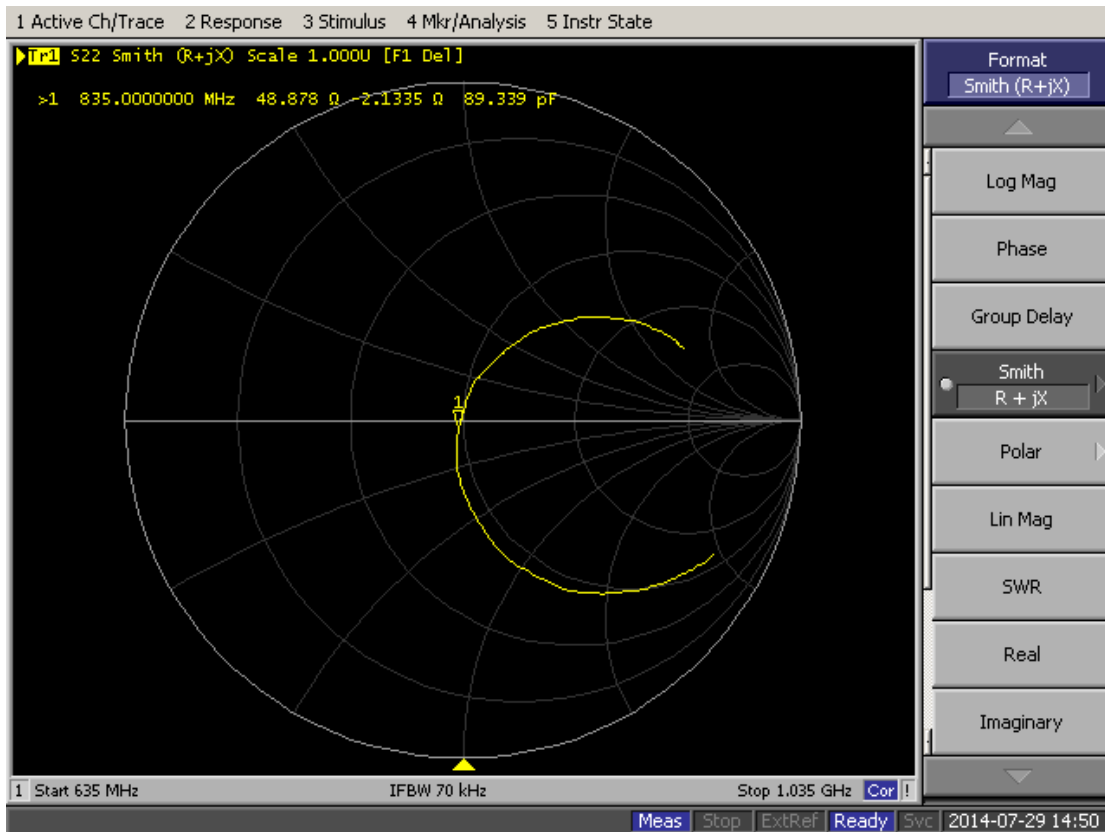 1 Active Ch/Trace 2 Response 3 Stimulus 4 Mkr/Analysis 5 Instr State
Tr1 S22 Smith (R+jX) Scale 1.000U [F1 Del]
>1 835.0000000 MHz 48.878 Ω -2.1335 Ω 89.339 pF
1
Format
Smith (R+jX)
Log Mag
Phase
Group Delay
Smith
R + jX
Polar
Lin Mag
SWR
Real
Imaginary
1 Start 635 MHz IFBW 70 kHz Stop 1.035 GHz Cor !
Meas Stop ExtRef Ready Svc 2014-07-29 14:50